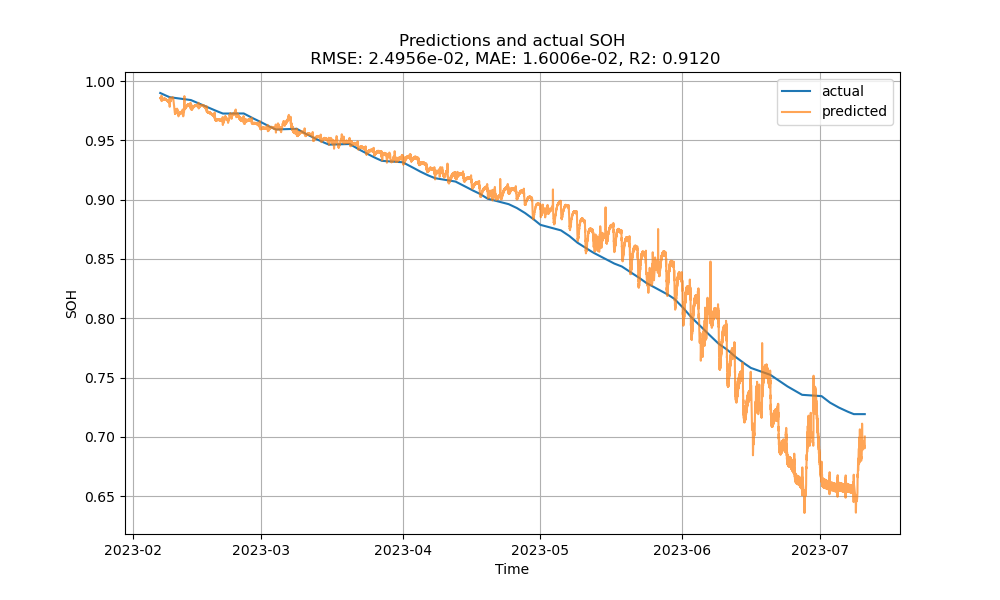 Predictions and actual SOH
RMSE: 2.4956e-02, MAE: 1.6006e-02, R2: 0.9120
actual
predicted
SOH
1.00
0.95
0.90
0.85
0.80
0.75
0.70
0.65
2023-02
2023-03
2023-04
2023-05
2023-06
2023-07
Time